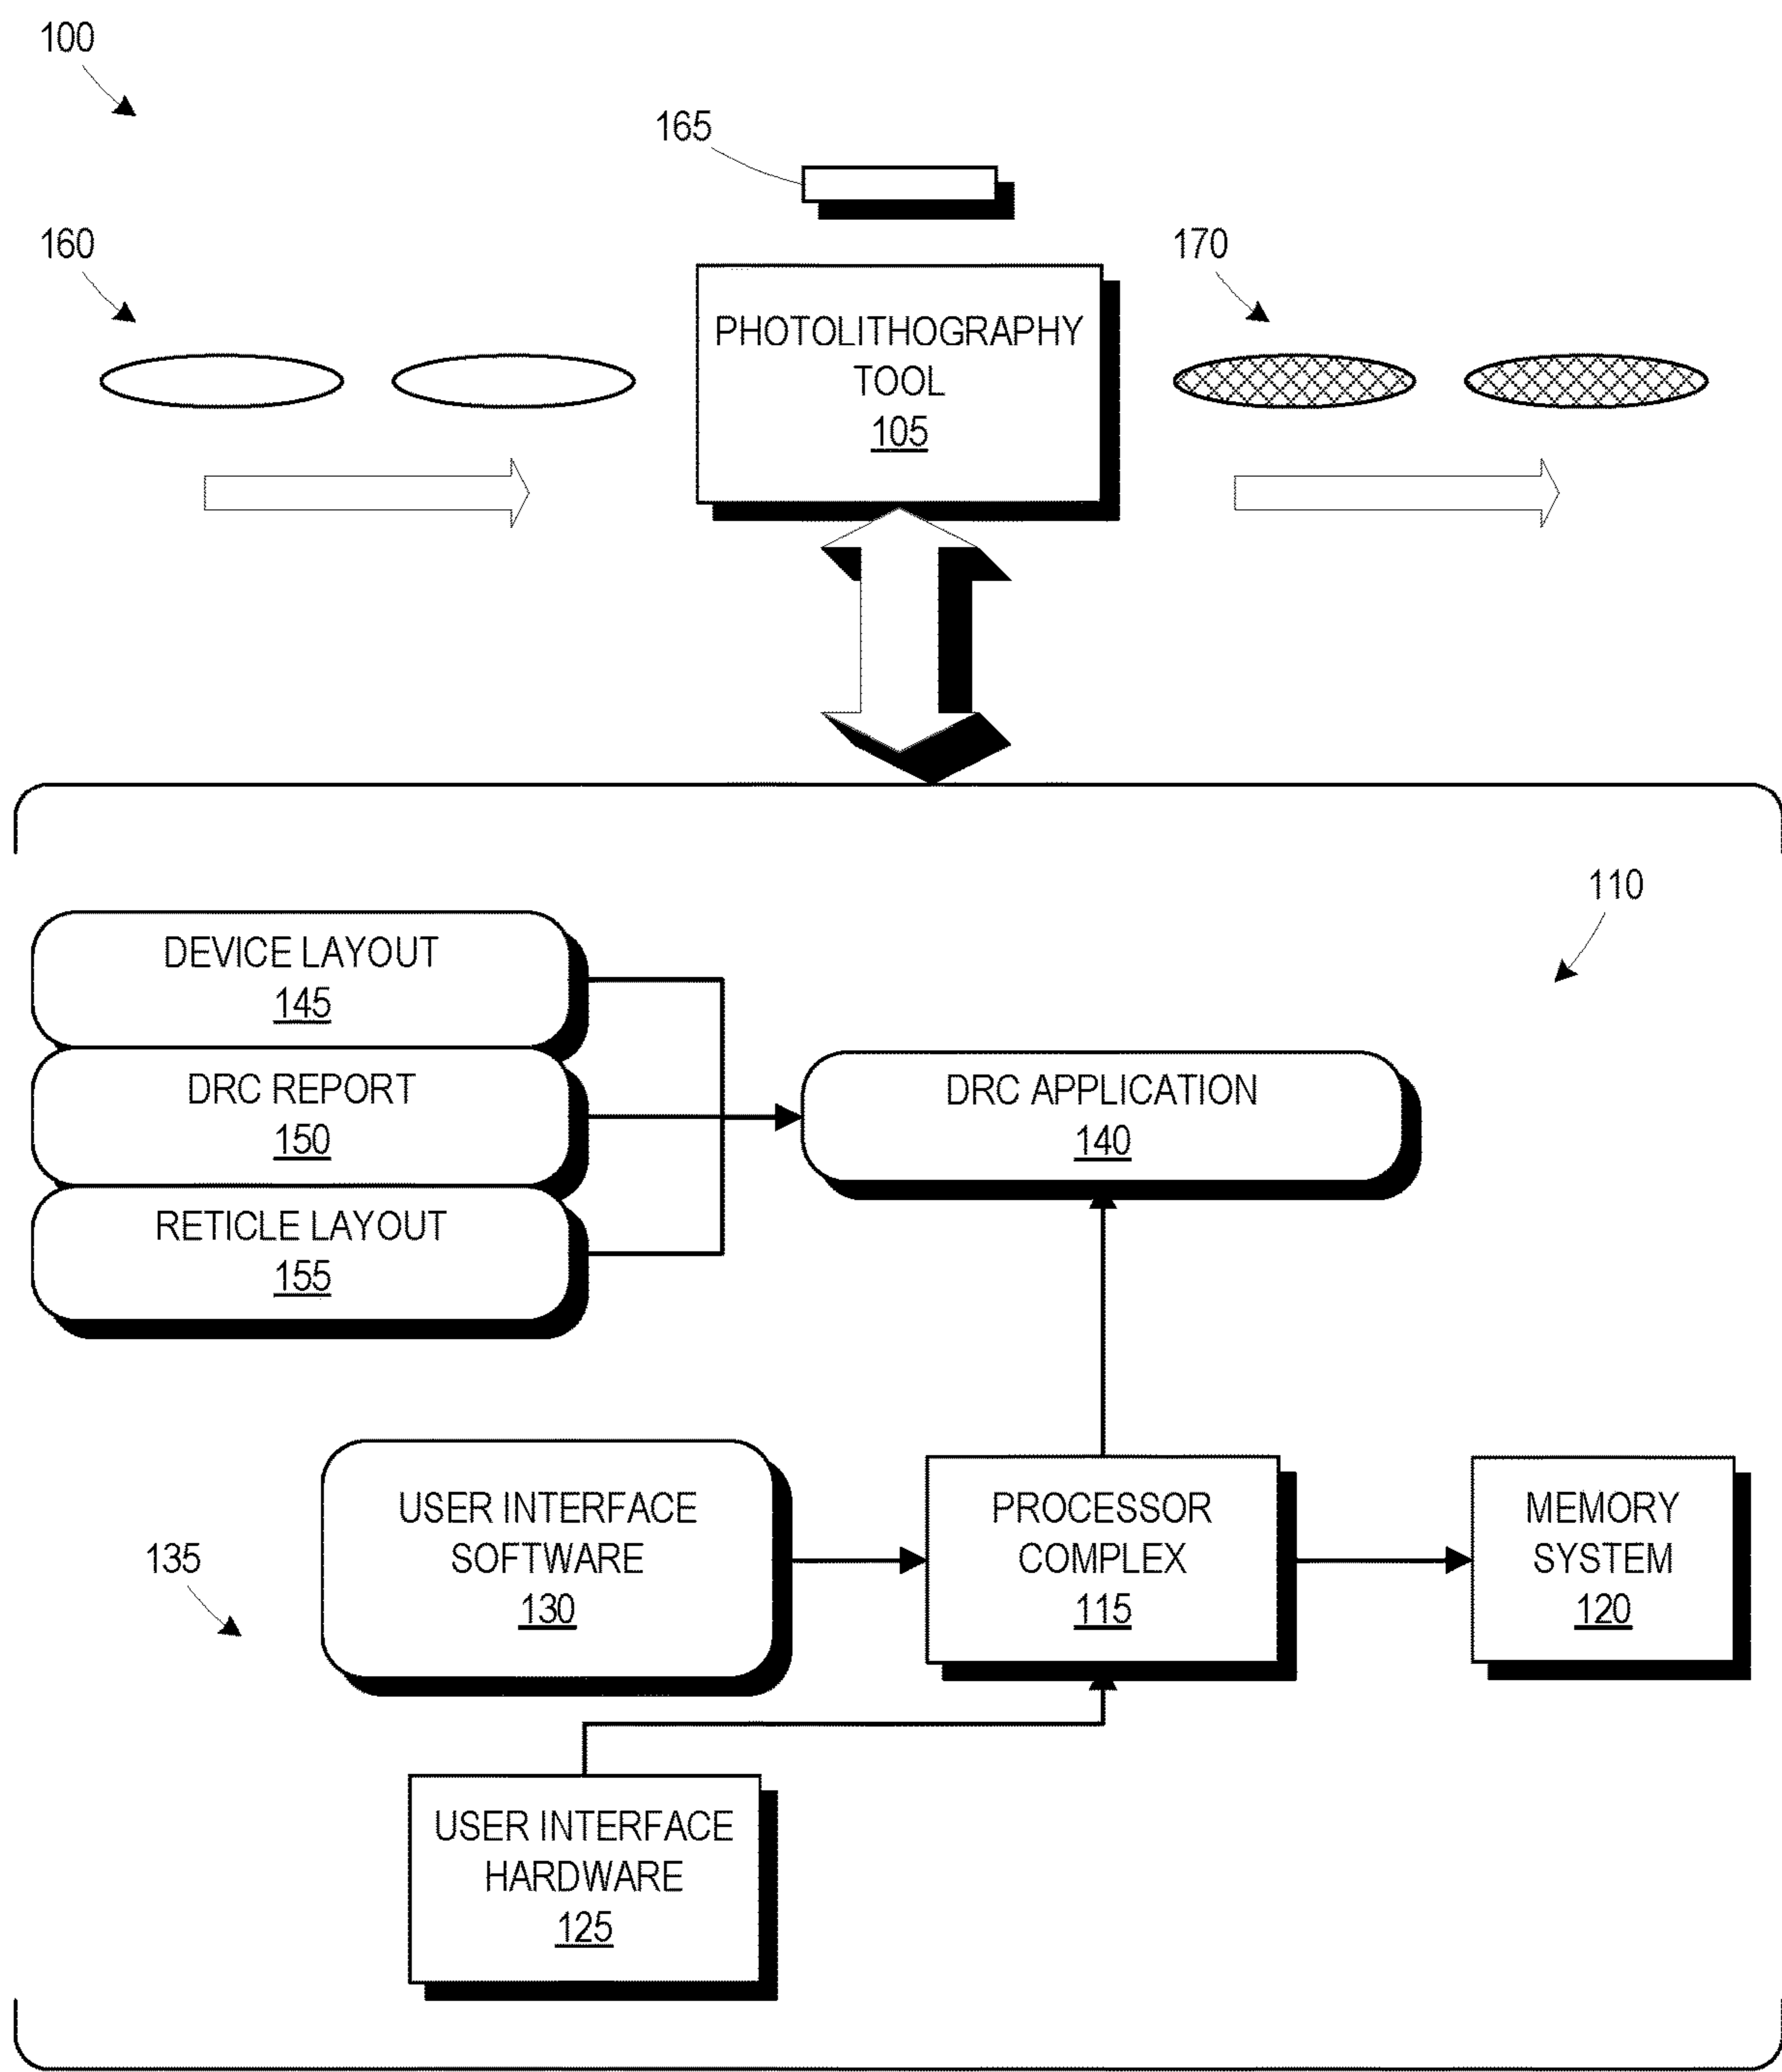 100
165
160
170
PHOTOLITHOGRAPHY
TOOL
105
110
DEVICE LAYOUT
145
DRC REPORT
150
DRC APPLICATION
140
RETICLE LAYOUT
155
USER INTERFACE
SOFTWARE
130
PROCESSOR
COMPLEX
115
MEMORY
SYSTEM
120
135
USER INTERFACE
HARDWARE
125